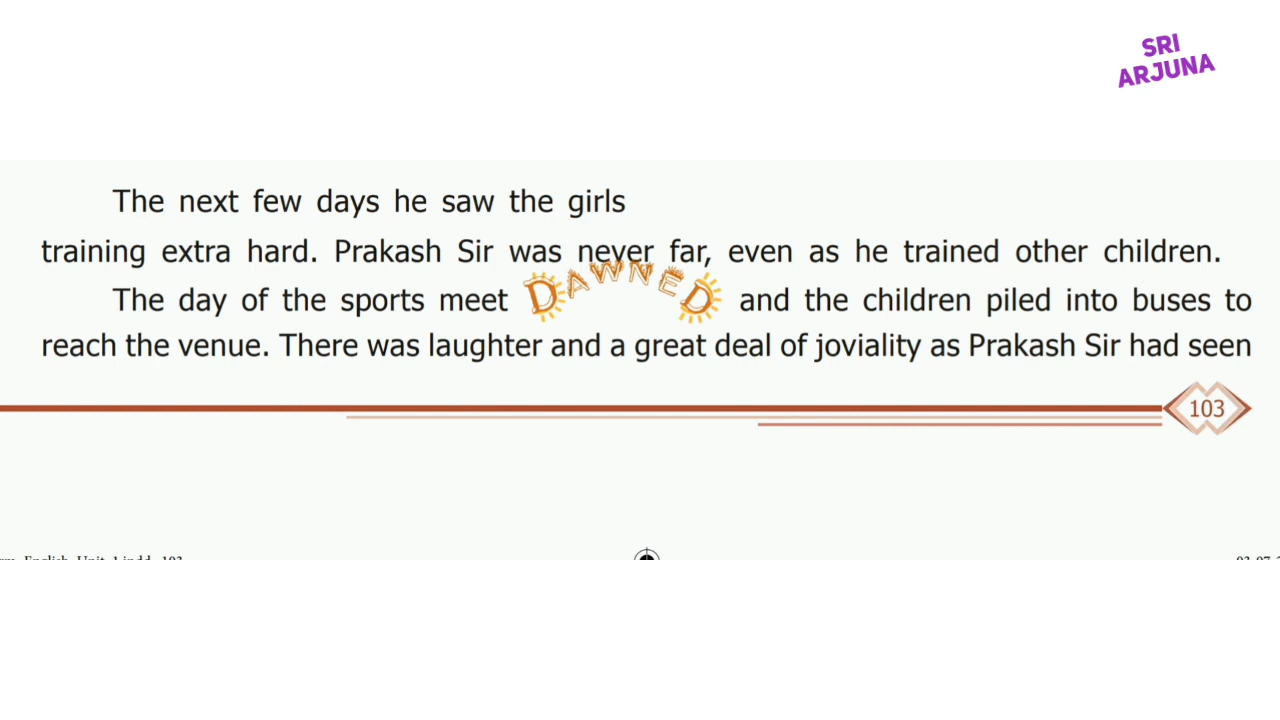 SRI
ARJUNA
The next few days he saw the girls
training extra hard. Prakash Sir was never far, even as he trained other children.
The day of the sports meet DAWNED and the children piled into buses to
reach the venue. There was laughter and a great deal of joviality as Prakash Sir had seen
103